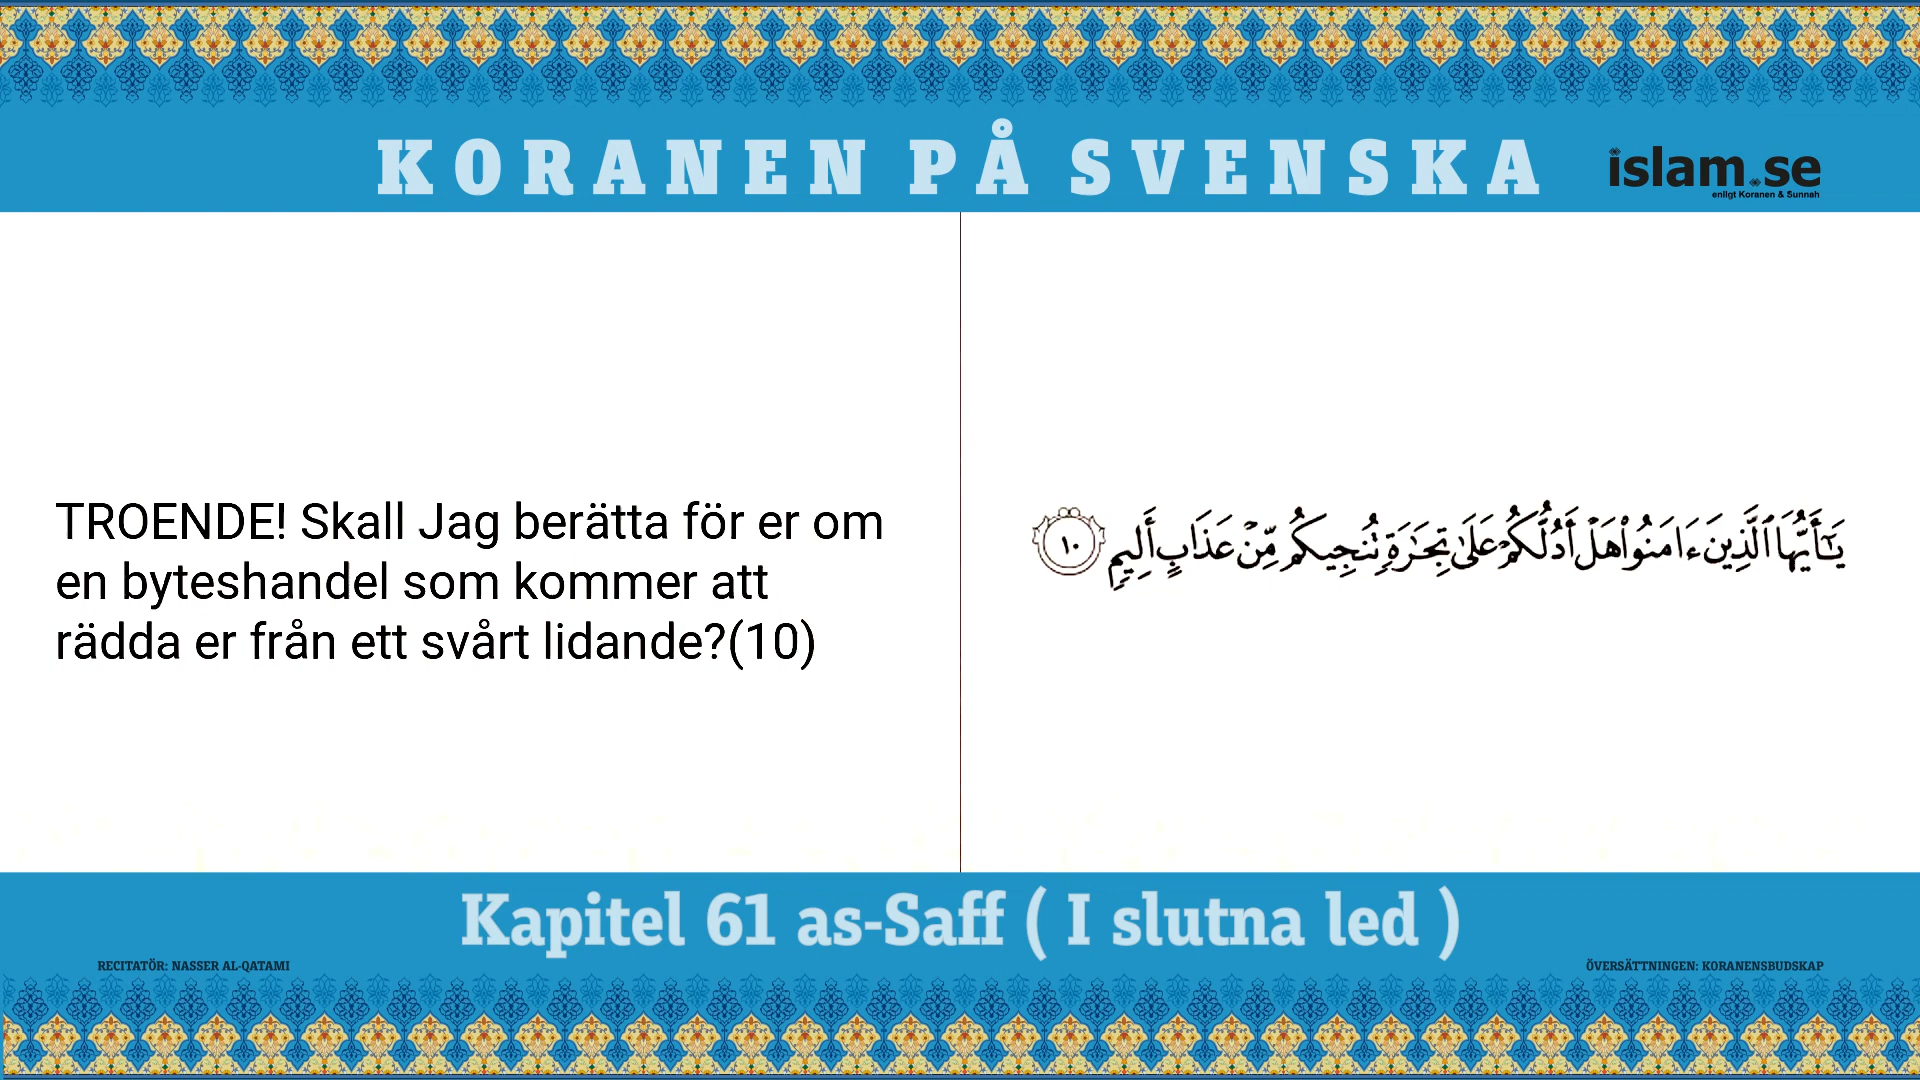 KORANEN PÅ SVENSKA
islam.se
enligt Koranen & Sunnah
TROENDE! Skall Jag berätta för er om
en byteshandel som kommer att
rädda er från ett svårt lidande?(10)
يَـٰٓأَيُّهَا ٱلَّذِينَ ءَامَنُوا۟ هَلْ أَدُلُّكُمْ عَلَىٰ تِجَـٰرَةٍ تُنجِيكُم مِّنْ عَذَابٍ أَلِيمٍ ١٠
Kapitel 61 as-Saff ( I slutna led )
RECITATÖR: NASSER AL-QATAMI
ÖVERSÄTTNINGEN: KORANENSBUDSKAP